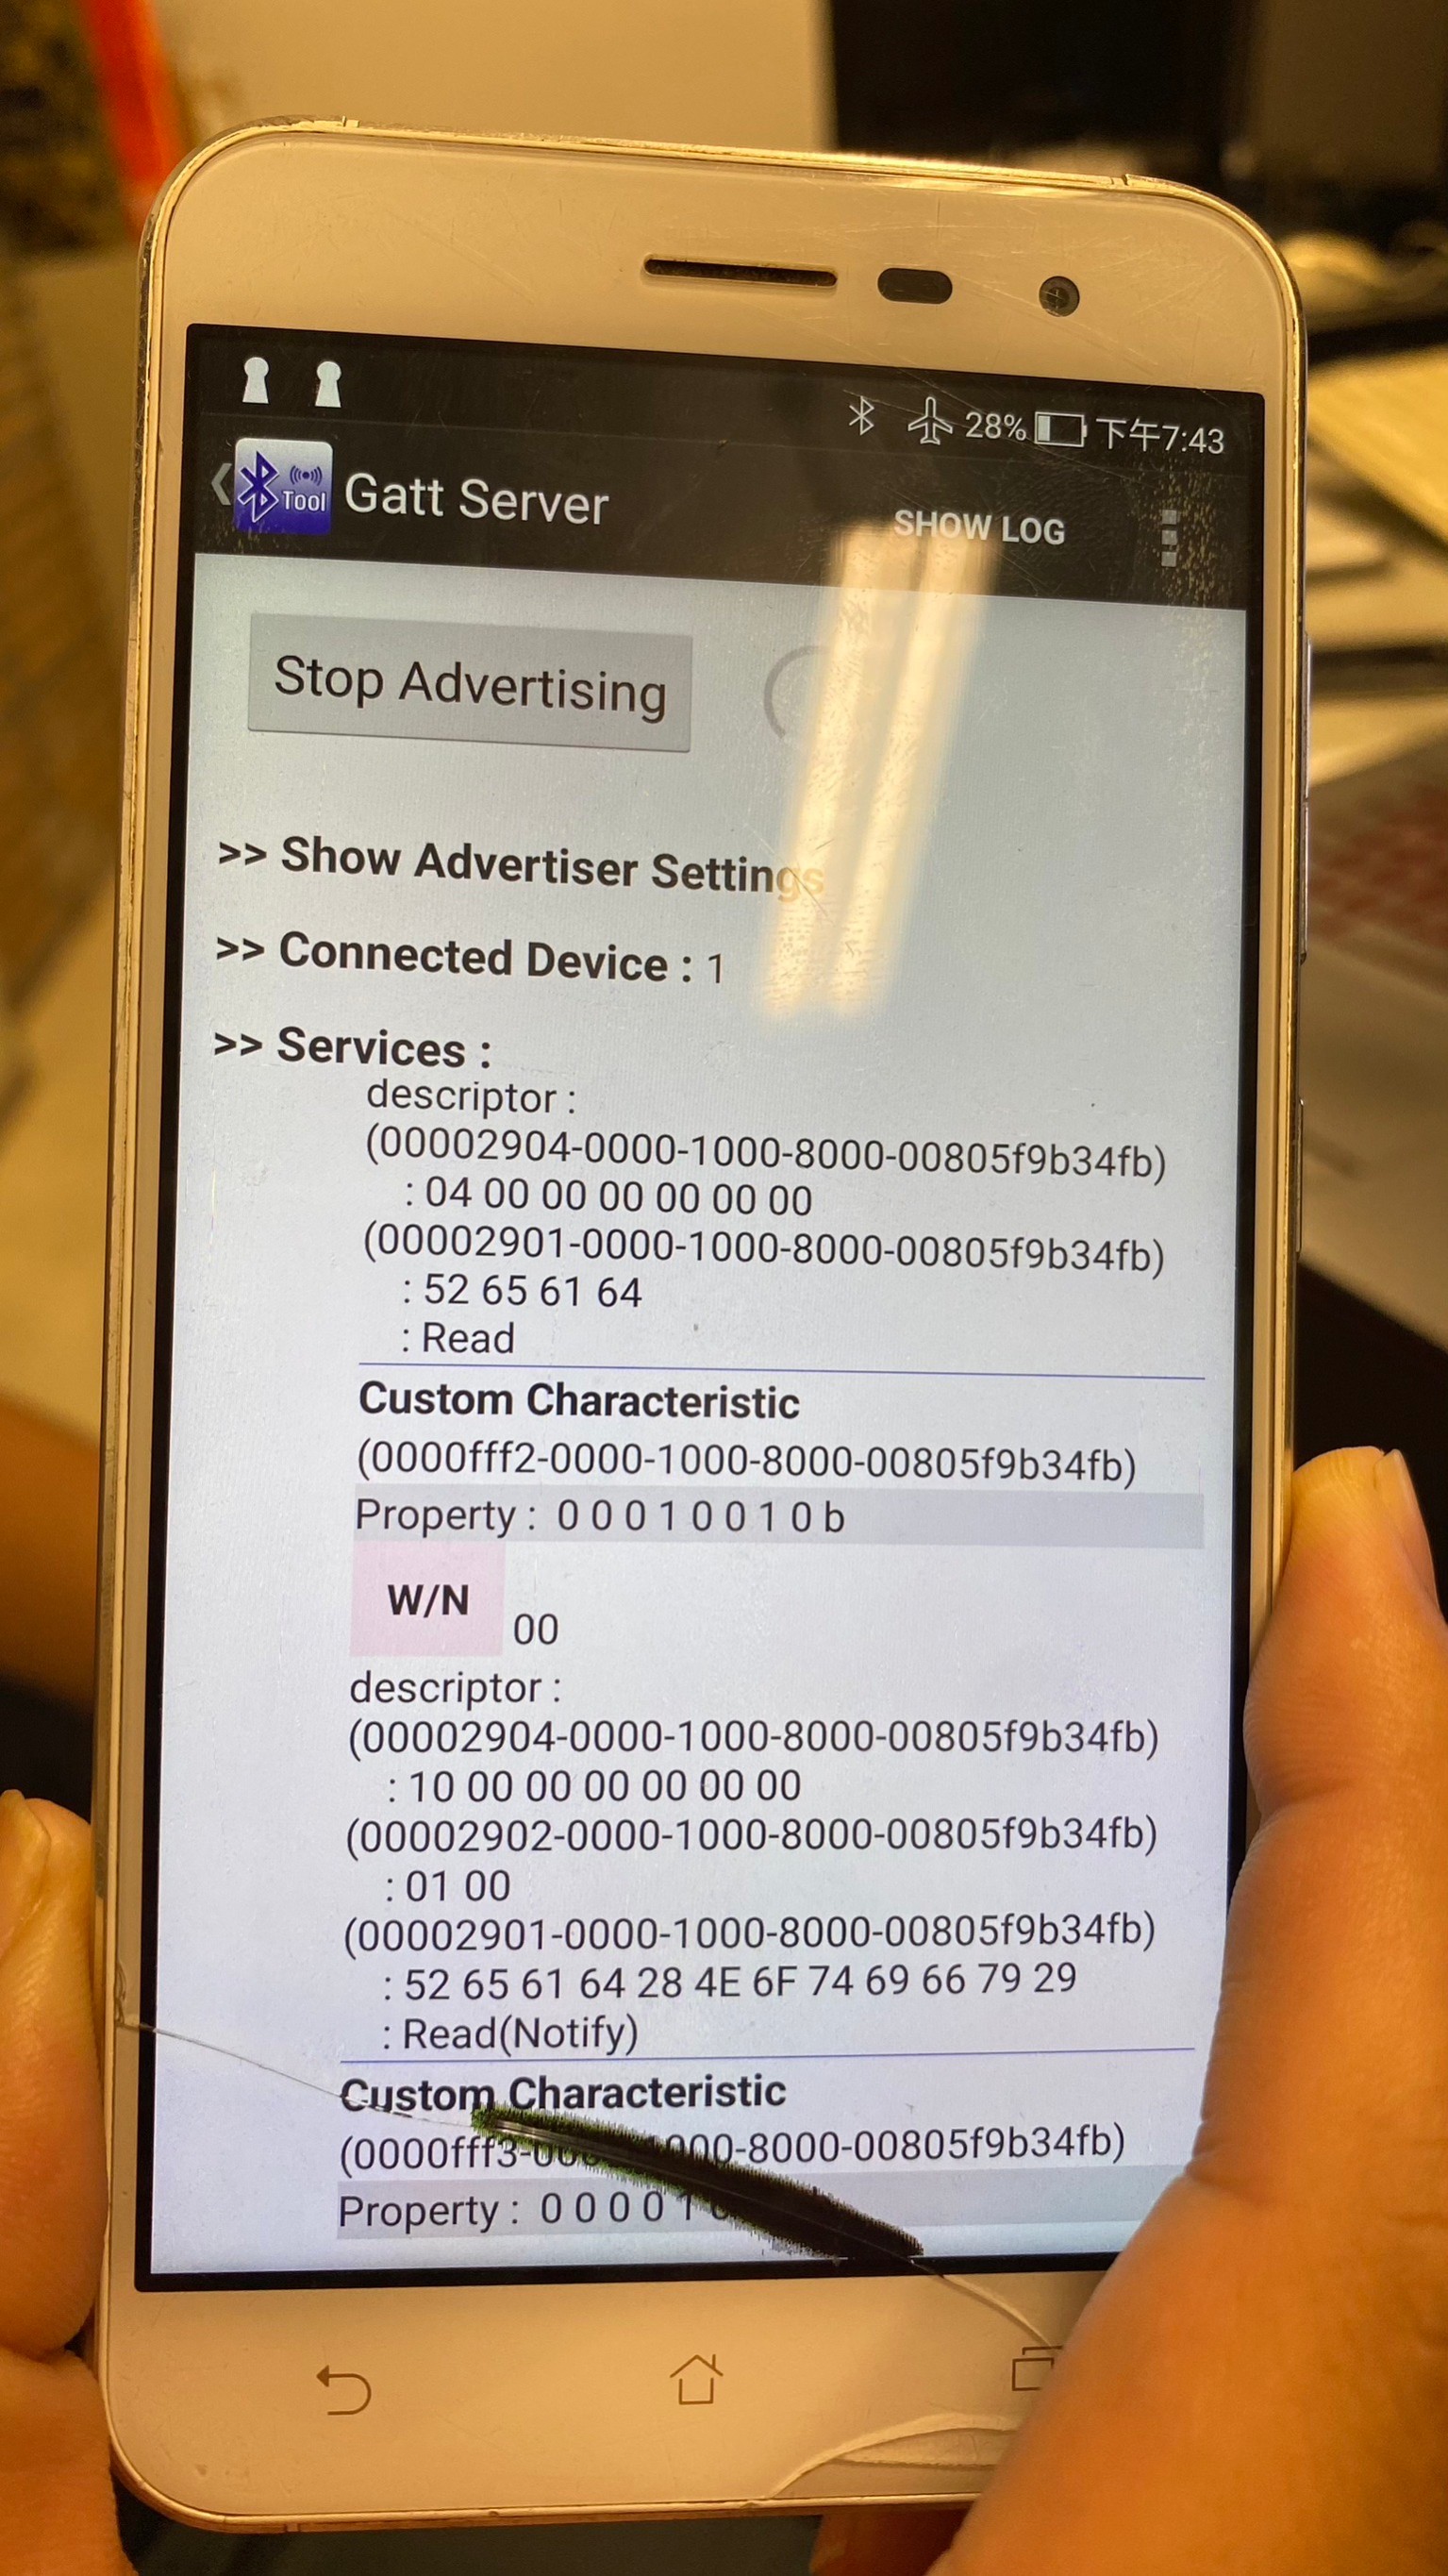 28% 下午7:43
Tool Gatt Server SHOW LOG
Stop Advertising
>> Show Advertiser Settings
>> Connected Device : 1
>> Services :
descriptor :
(00002904-0000-1000-8000-00805f9b34fb)
: 04 00 00 00 00 00 00
(00002901-0000-1000-8000-00805f9b34fb)
: 52 65 61 64
: Read
Custom Characteristic
(0000fff2-0000-1000-8000-00805f9b34fb)
Property : 0 0 0 1 0 0 1 0 b
W/N
00
descriptor :
(00002904-0000-1000-8000-00805f9b34fb)
: 10 00 00 00 00 00 00
(00002902-0000-1000-8000-00805f9b34fb)
: 01 00
(00002901-0000-1000-8000-00805f9b34fb)
: 52 65 61 64 28 4E 6F 74 69 66 79 29
: Read(Notify)
Custom Characteristic
-8000-00805f9b34fb)
Property : 0 0 0 0 1